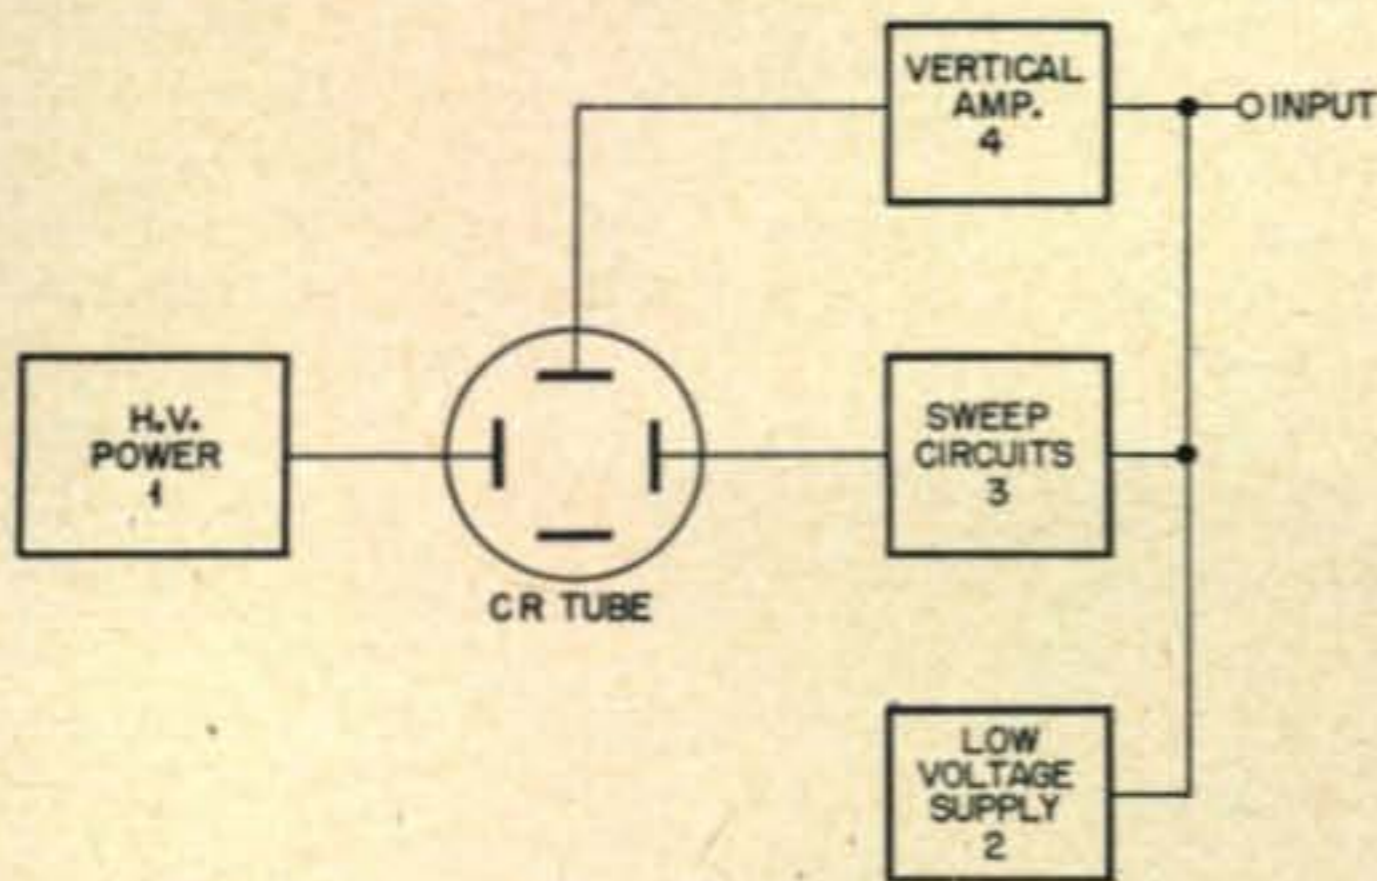 VERTICAL
AMP.
4
INPUT
H.V.
POWER
1
CR TUBE
SWEEP
CIRCUITS
3
LOW
VOLTAGE
SUPPLY
2